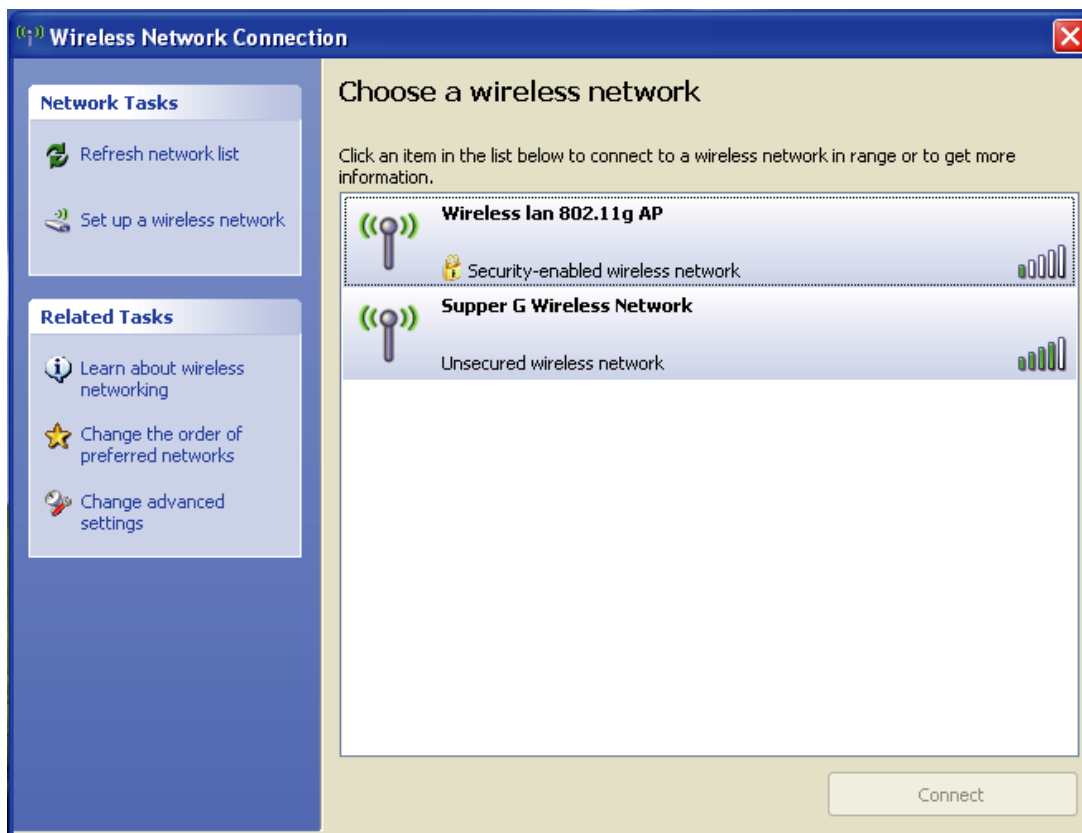 Wireless Network Connection
Network Tasks
Refresh network list
Set up a wireless network
Related Tasks
Learn about wireless
networking
Change the order of
preferred networks
Change advanced
settings
Choose a wireless network
Click an item in the list below to connect to a wireless network in range or to get more
information.
Wireless lan 802.11g AP
Security-enabled wireless network
Supper G Wireless Network
Unsecured wireless network
Connect